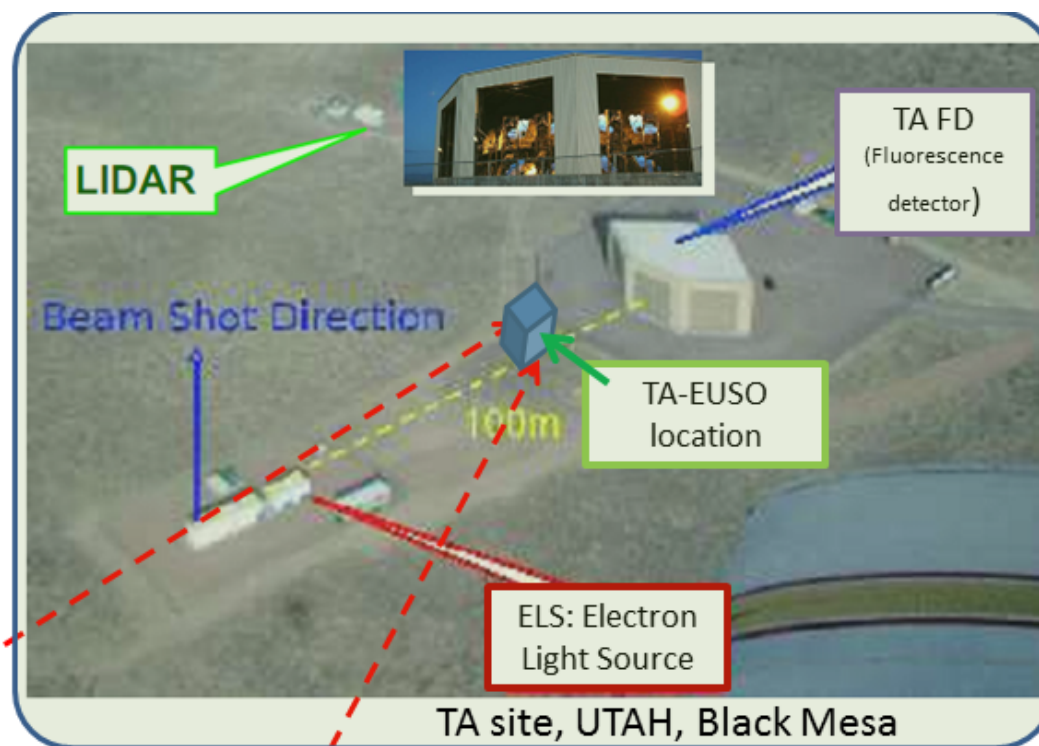 TA FD
(Fluorescence
detector)
LIDAR
Beam Shot Direction
TA-EUSO
location
100m
ELS: Electron
Light Source
TA site, UTAH, Black Mesa